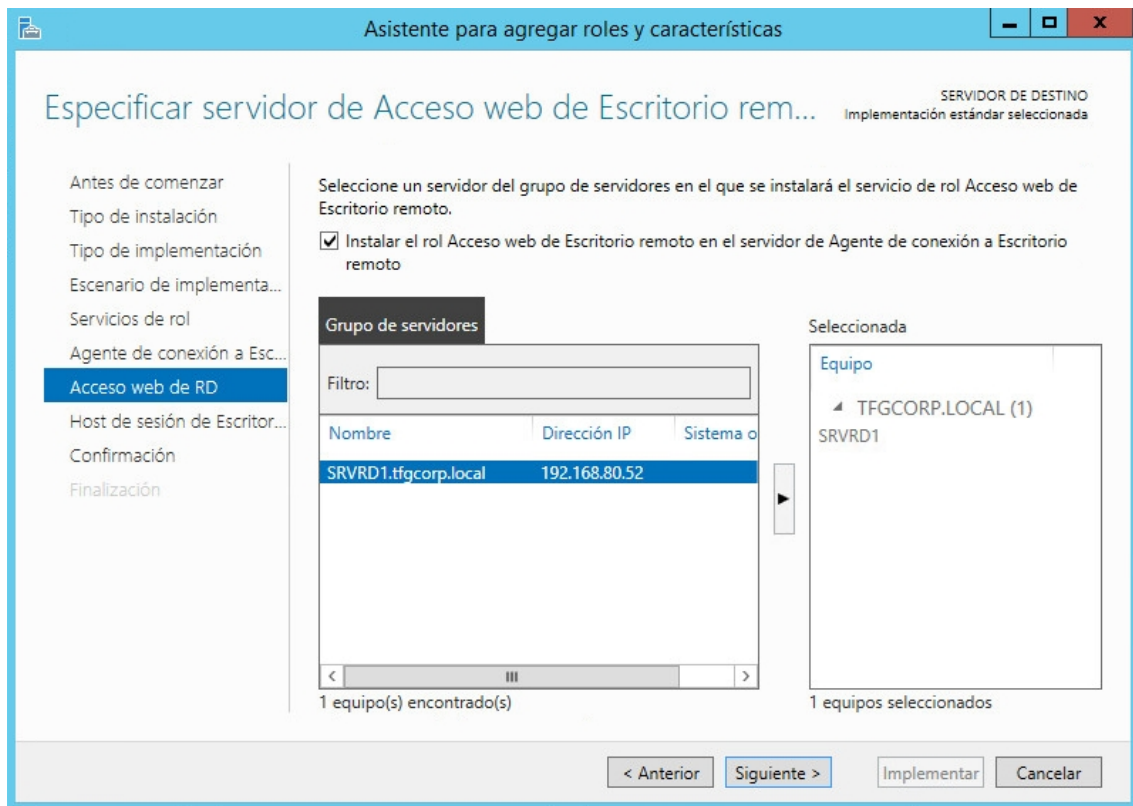 Asistente para agregar roles y características
Especificar servidor de Acceso web de Escritorio rem...
SERVIDOR DE DESTINO
Implementación estándar seleccionada
Antes de comenzar
Tipo de instalación
Tipo de implementación
Escenario de implementa...
Servicios de rol
Agente de conexión a Esc...
Acceso web de RD
Host de sesión de Escritor...
Confirmación
Finalización
Seleccione un servidor del grupo de servidores en el que se instalará el servicio de rol Acceso web de
Escritorio remoto.
Instalar el rol Acceso web de Escritorio remoto en el servidor de Agente de conexión a Escritorio
remoto
Grupo de servidores
Filtro:
Nombre Dirección IP Sistema o
SRVRD1.tfgcorp.local 192.168.80.52
1 equipo(s) encontrado(s)
Seleccionada
Equipo
TFGCORP.LOCAL (1)
SRVRD1
1 equipos seleccionados
< Anterior Siguiente > Implementar Cancelar